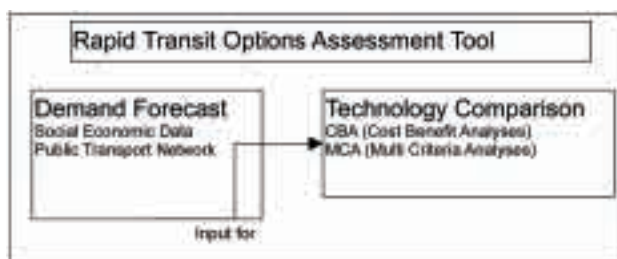 Rapid Transit Options Assessment Tool
Demand Forecast
Social Economic Data
Public Transport Network
Technology Comparison
CBA (Cost Benefit Analyses)
MCA (Multi Criteria Analyses)
Input for